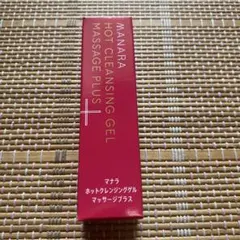 MANARA
HOT CLEANSING GEL
MASSAGE PLUS
マナラ
ホットクレンジングゲル
マッサージプラス